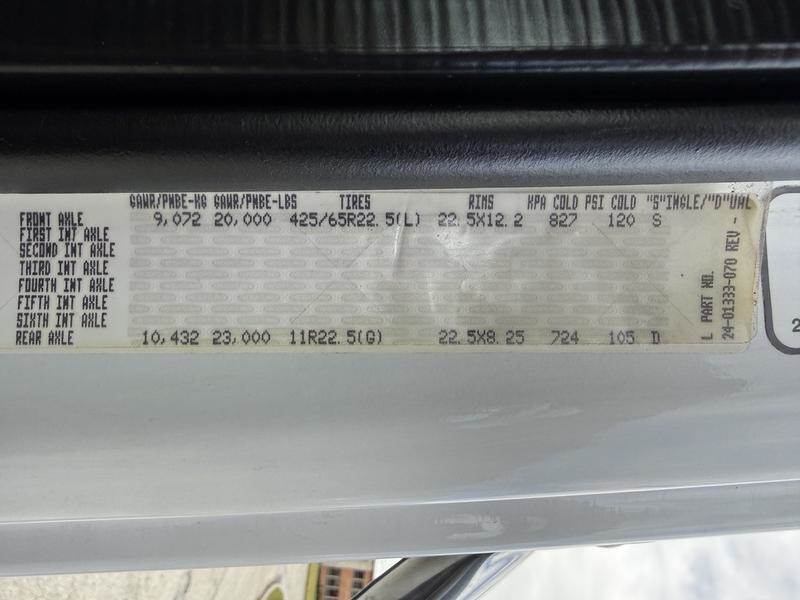 GAWR/PNBE-KG GAWR/PNBE-LBS TIRES RIMS KPA COLD PSI COLD "S"INGLE/"D"UAL
FRONT AXLE 9,072 20,000 425/65R22.5(L) 22.5X12.2 827 120 S
FIRST INT AXLE
SECOND INT AXLE
THIRD INT AXLE
FOURTH INT AXLE
FIFTH INT AXLE
SIXTH INT AXLE
REAR AXLE 10,432 23,000 11R22.5(G) 22.5X8.25 724 105 D
L PART NO.
24-01333-070 REV -
2